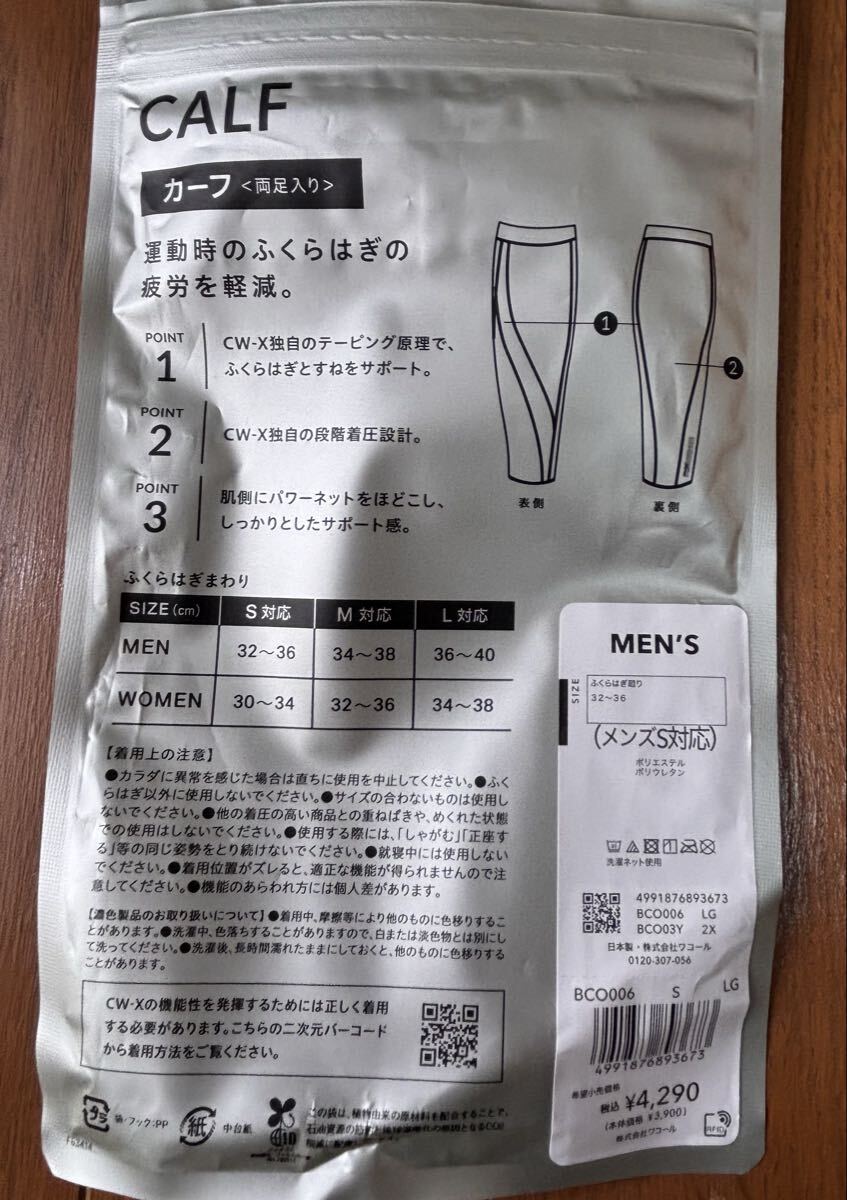 CALF
カーフ <両足入り>
運動時のふくらはぎの
疲労を軽減。
POINT
1
CW-X独自のテーピング原理で、
ふくらはぎとすねをサポート。
POINT
2
CW-X独自の段階着圧設計。
POINT
3
肌側にパワーネットをほどこし、
しっかりとしたサポート感。
1
2
表側
裏側
ふくらはぎまわり
SIZE(cm) S対応 M対応 L対応
MEN 32〜36 34〜38 36〜40
WOMEN 30〜34 32〜36 34〜38
【着用上の注意】
●カラダに異常を感じた場合は直ちに使用を中止してください。●ふく
らはぎ以外に使用しないでください。●サイズの合わないものは使用し
ないでください。●他の着圧の高い商品との重ねばきや、めくれた状態
での使用はしないでください。●使用する際には、「しゃがむ」「正座す
る」等の同じ姿勢をとり続けないでください。●就寝中には使用しない
でください。●着用位置がズレると、適正な機能が得られませんので注
意してください。●機能のあらわれ方には個人差があります。
【濃色製品のお取り扱いについて】●着用中、摩擦等により他のものに色移りするこ
とがあります。●洗濯中、色落ちすることがありますので、白または淡色物とは別にし
て洗ってください。●洗濯後、長時間濡れたままにしておくと、他のものに色移りする
ことがあります。
CW-Xの機能性を発揮するためには正しく着用
する必要があります。こちらの二次元バーコード
から着用方法をご覧ください。
袋・フック:PP
紙
中台紙
この袋は、植物由来の原材料を配合することで、
MEN'S
SIZE
ふくらはぎ廻り
32〜36
(メンズS対応)
ポリエステル
ポリウレタン
洗濯ネット使用
4991876893673
BCO006 LG
BCO03Y 2X
日本製・株式会社ワコール
0120-307-056
BCO006 S LG
4991876893673
希望小売価格
税込 ¥4,290
(本体価格 ¥3,900)
株式会社ワコール
RFID